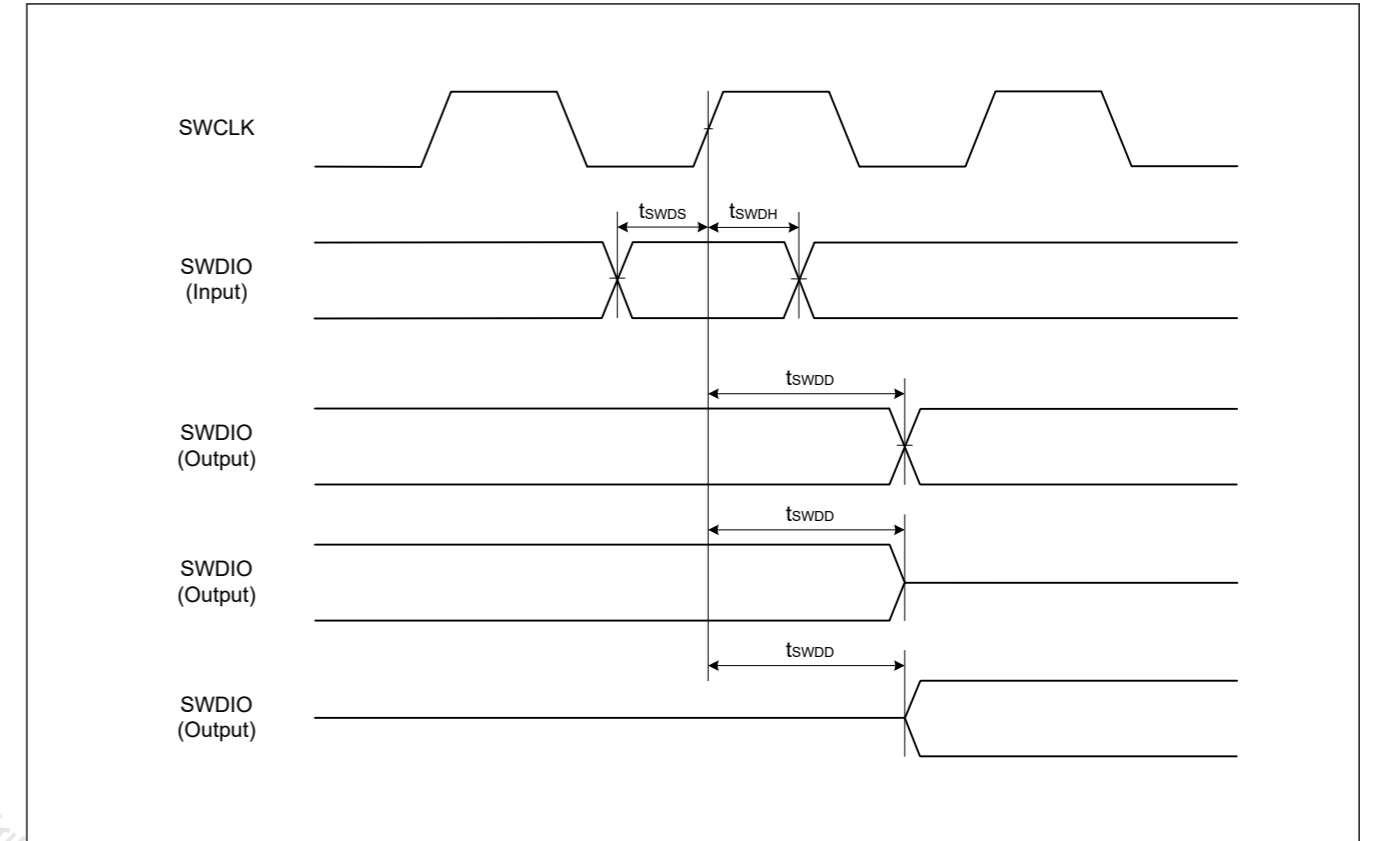 SWCLK
tSWDS
tSWDH
SWDIO
(Input)
tSWDD
SWDIO
(Output)
tSWDD
SWDIO
(Output)
tSWDD
SWDIO
(Output)